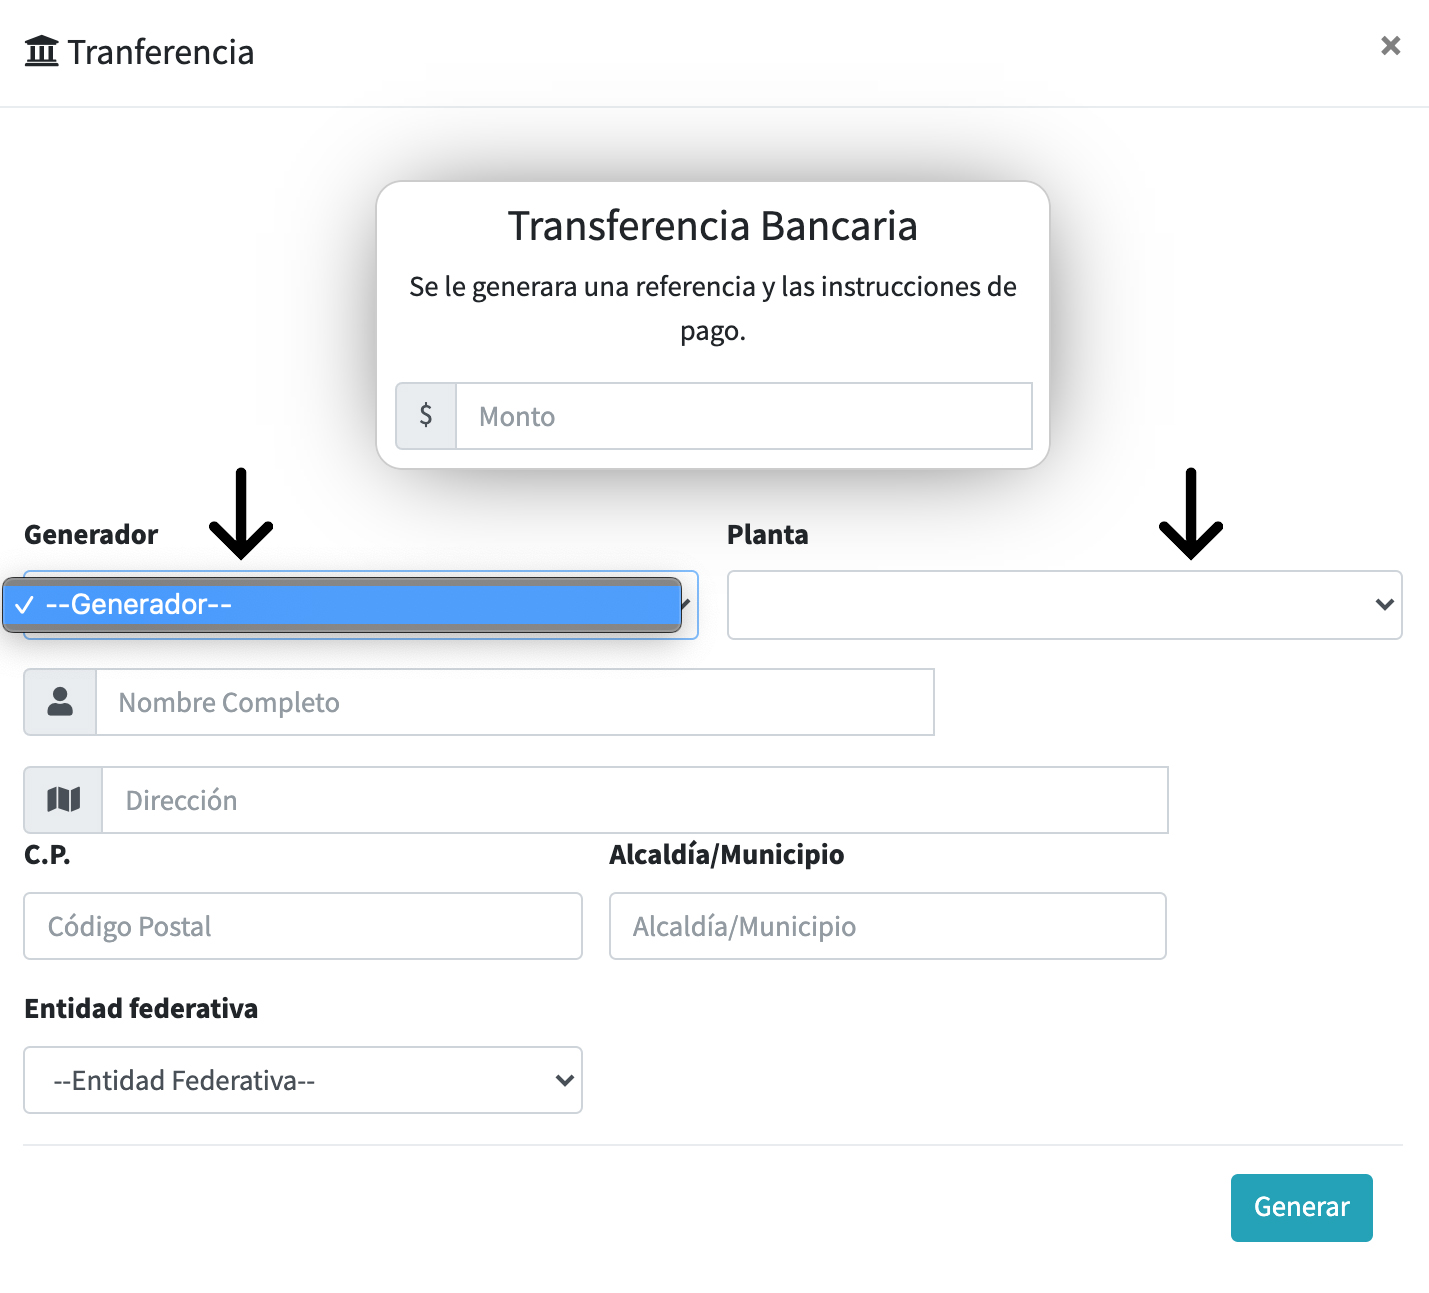 Tranferencia
Transferencia Bancaria
Se le generara una referencia y las instrucciones de
pago.
$ Monto
Generador
Planta
--Generador--
Nombre Completo
Dirección
C.P.
Alcaldía/Municipio
Código Postal
Alcaldía/Municipio
Entidad federativa
--Entidad Federativa--
Generar